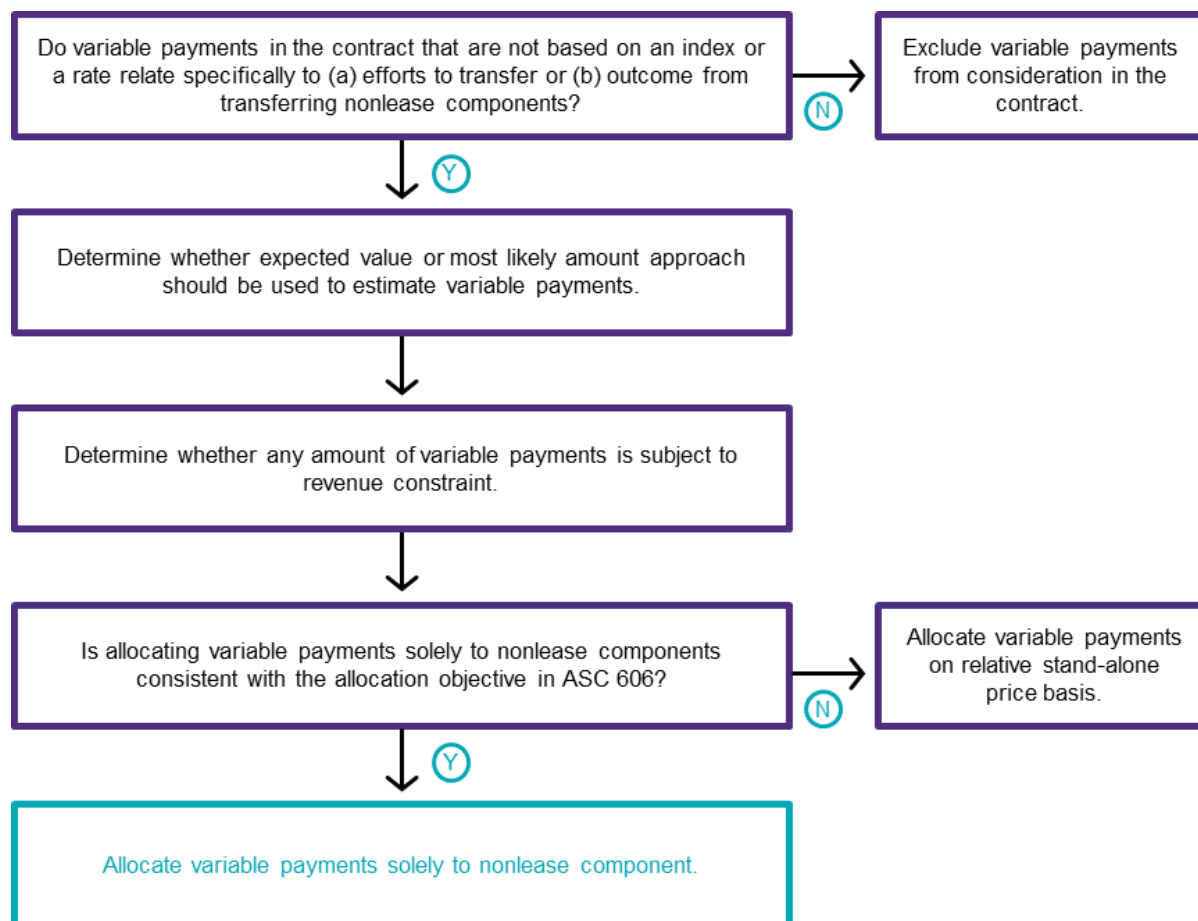 Do variable payments in the contract that are not based on an index or
a rate relate specifically to (a) efforts to transfer or (b) outcome from
transferring nonlease components?
N
Exclude variable payments
from consideration in the
contract.
Y
Determine whether expected value or most likely amount approach
should be used to estimate variable payments.
Determine whether any amount of variable payments is subject to
revenue constraint.
Is allocating variable payments solely to nonlease components
consistent with the allocation objective in ASC 606?
N
Allocate variable payments
on relative stand-alone
price basis.
Y
Allocate variable payments solely to nonlease component.